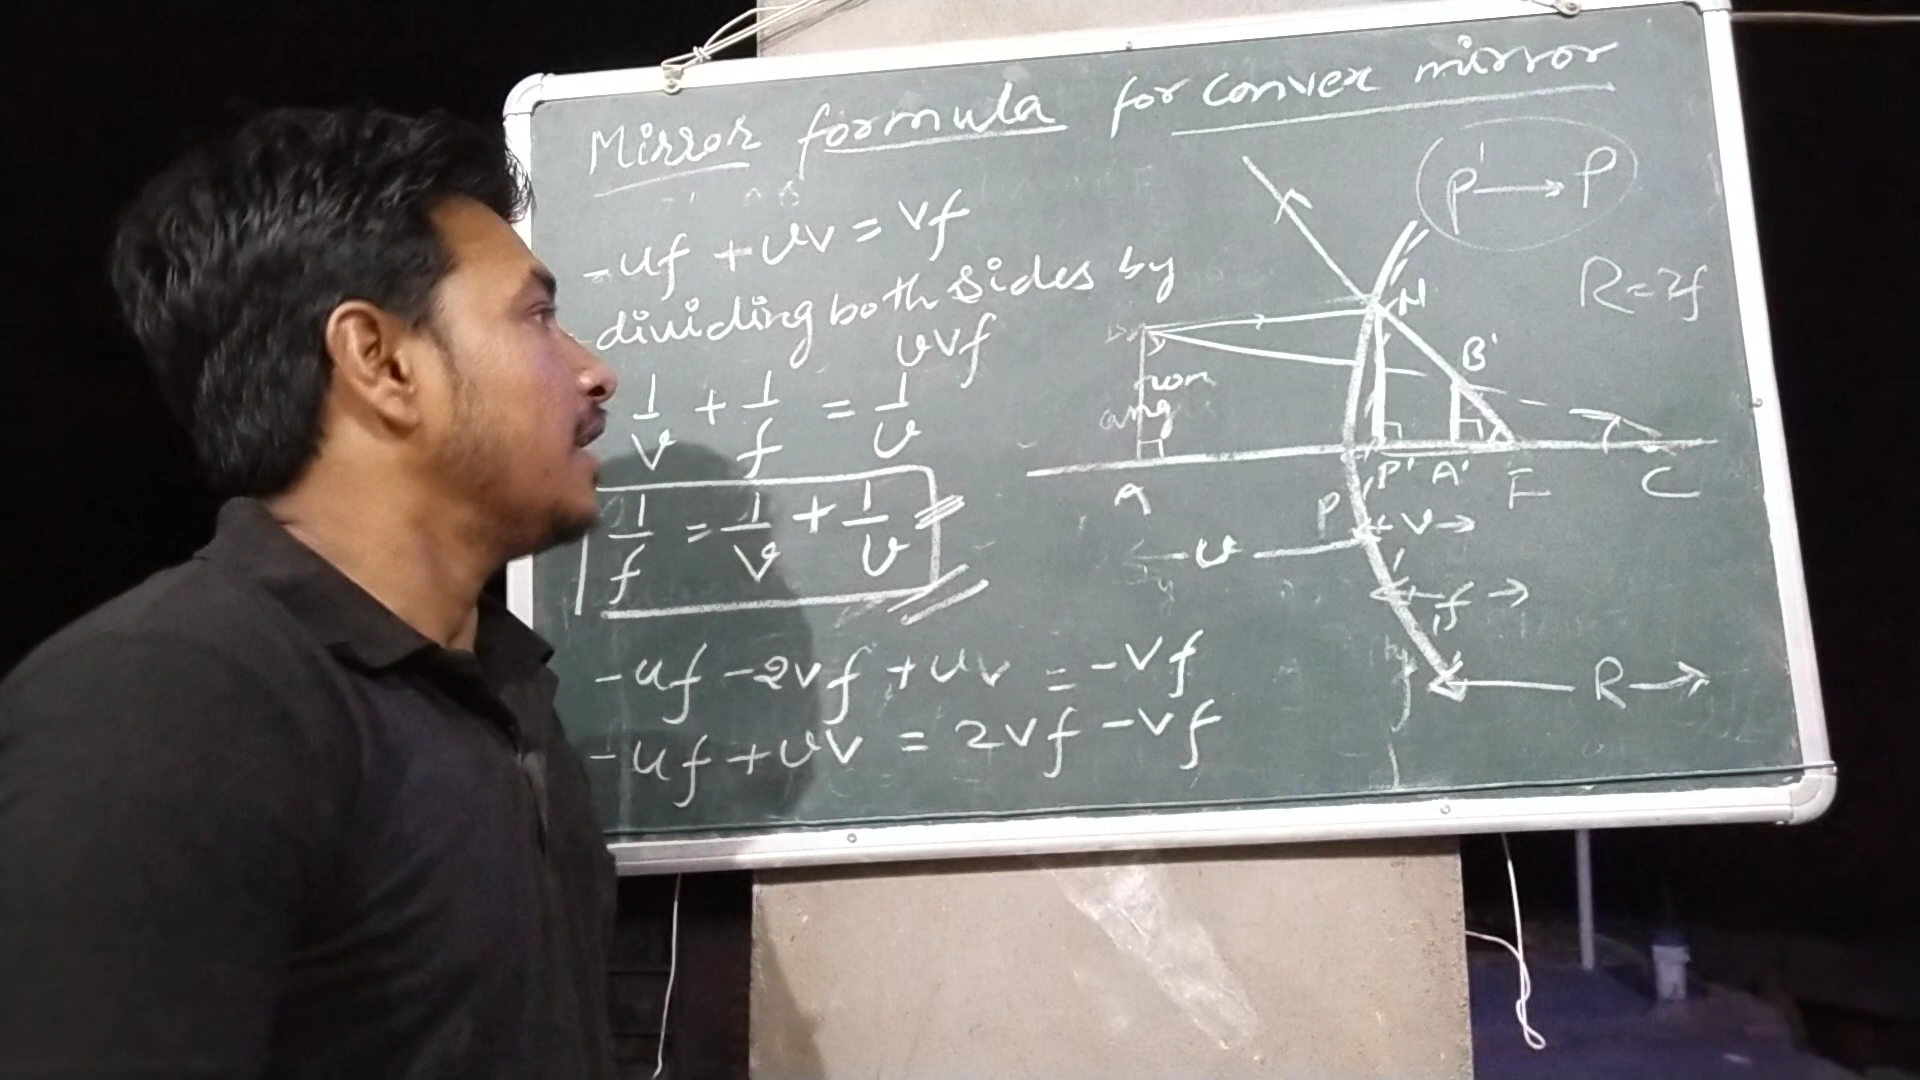 Mirror formula for convex mirror
-uf + uv = vf
dividing both sides by
uvf
1/v + 1/f = 1/u
1/f = 1/v + 1/u
-uf -2vf + uv = -vf
-uf + uv = 2vf - vf
P' → P
R = 2f
N
B'
A P P' A' F C
u v
f
R